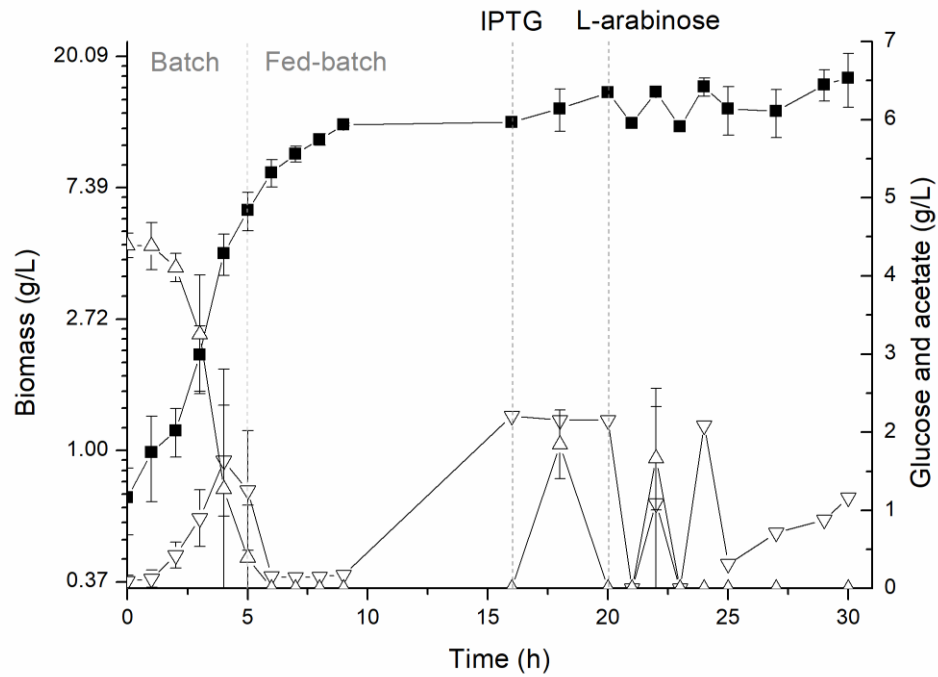 IPTG L-arabinose
Batch Fed-batch
Biomass (g/L)
20.09
7.39
2.72
1.00
0.37
7
6
5
4
3
2
1
0
Glucose and acetate (g/L)
0 5 10 15 20 25 30
Time (h)